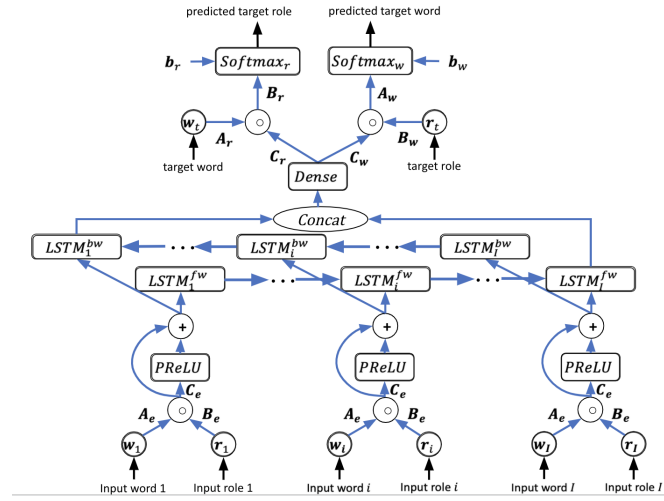 predicted target role predicted target word
b_r Softmax_r Softmax_w b_w
B_r A_w
w_t A_r B_w r_t
target word C_r C_w target role
Dense
Concat
LSTM_1^{bw} ... LSTM_i^{bw} ... LSTM_I^{bw}
LSTM_1^{fw} ... LSTM_i^{fw} ... LSTM_I^{fw}
+ + +
PReLU PReLU PReLU
C_e C_e C_e
A_e B_e A_e B_e A_e B_e
w_1 r_1 w_i r_i w_I r_I
Input word 1 Input role 1 Input word i Input role i Input word I Input role I